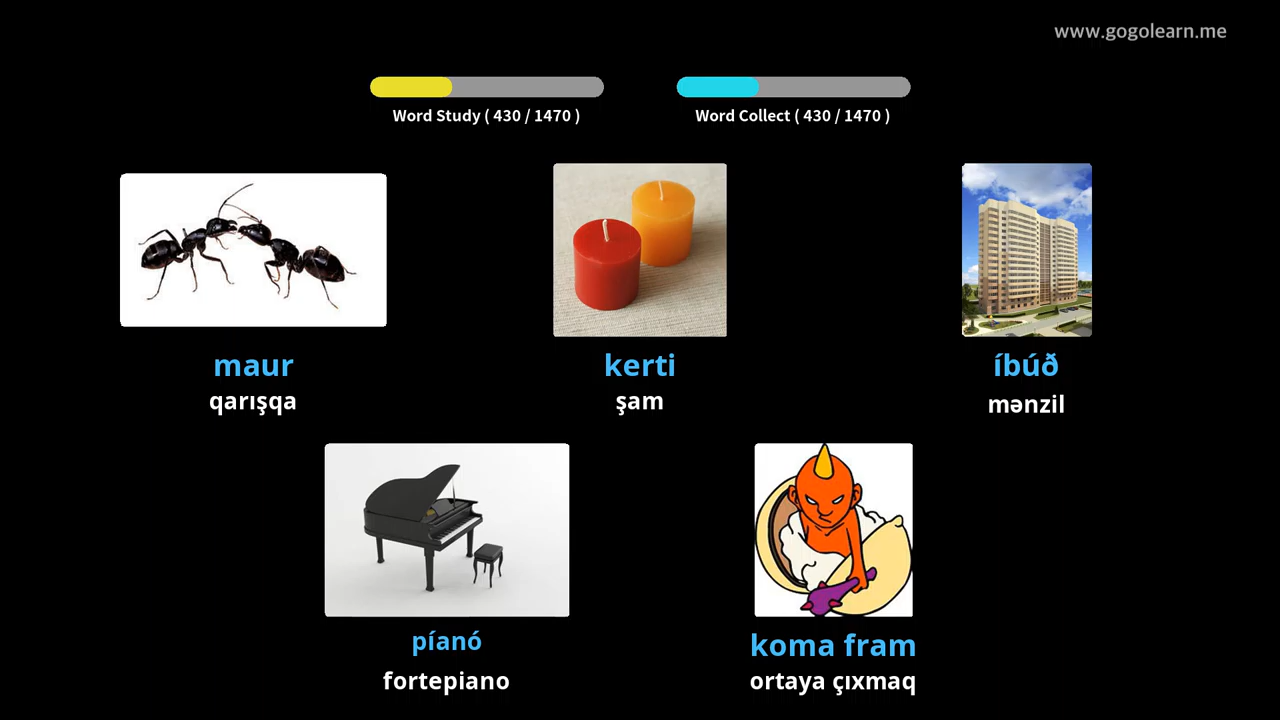 www.gogolearn.me
Word Study ( 430 / 1470 )
Word Collect ( 430 / 1470 )
maur
qarışqa
kerti
şam
íbúð
mənzil
píanó
fortepiano
koma fram
ortaya çıxmaq